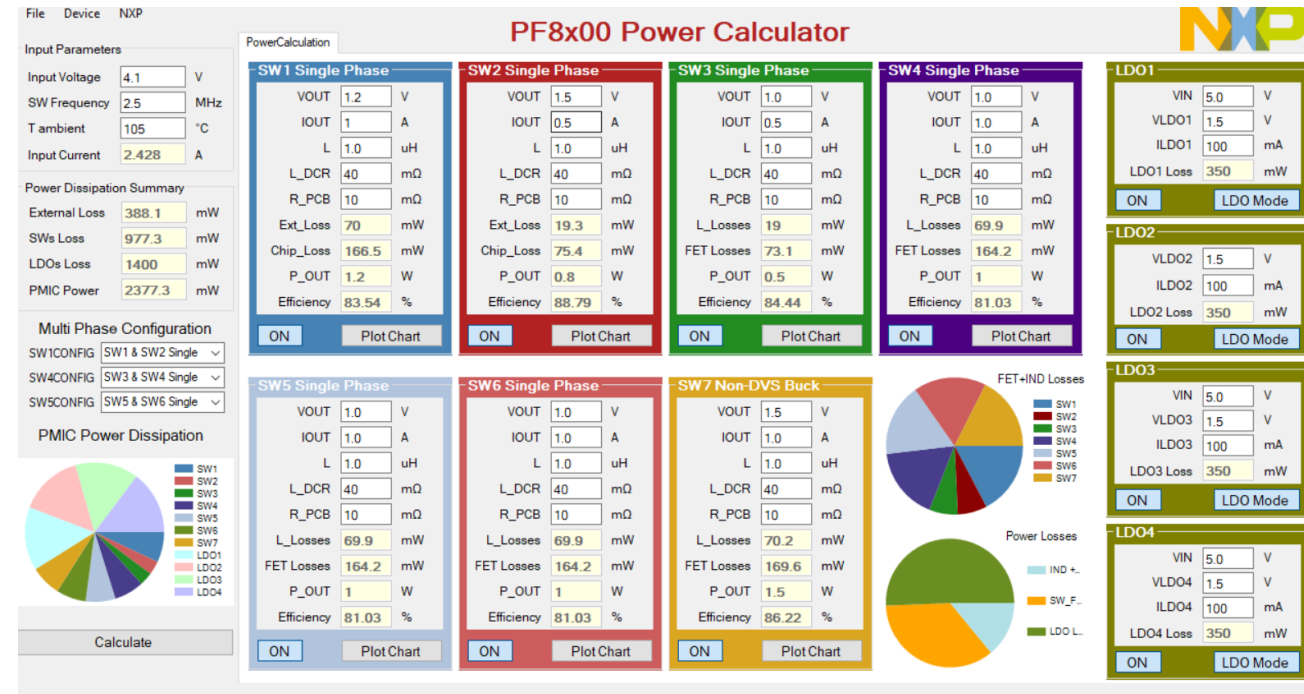 File Device NXP
PF8x00 Power Calculator
NXP
Input Parameters
Input Voltage 4.1 V
SW Frequency 2.5 MHz
T ambient 105 °C
Input Current 2.428 A
Power Dissipation Summary
External Loss 388.1 mW
SWs Loss 977.3 mW
LDOs Loss 1400 mW
PMIC Power 2377.3 mW
Multi Phase Configuration
SW1CONFIG SW1 & SW2 Single
SW4CONFIG SW3 & SW4 Single
SW5CONFIG SW5 & SW6 Single
PMIC Power Dissipation
SW1
SW2
SW3
SW4
SW5
SW6
SW7
LDO1
LDO2
LDO3
LDO4
Calculate
PowerCalculation
SW1 Single Phase
VOUT 1.2 V
IOUT 1 A
L 1.0 uH
L_DCR 40 mΩ
R_PCB 10 mΩ
Ext_Loss 70 mW
Chip_Loss 166.5 mW
P_OUT 1.2 W
Efficiency 83.54 %
ON Plot Chart
SW2 Single Phase
VOUT 1.5 V
IOUT 0.5 A
L 1.0 uH
L_DCR 40 mΩ
R_PCB 10 mΩ
Ext_Loss 19.3 mW
Chip_Loss 75.4 mW
P_OUT 0.8 W
Efficiency 88.79 %
ON Plot Chart
SW3 Single Phase
VOUT 1.0 V
IOUT 0.5 A
L 1.0 uH
L_DCR 40 mΩ
R_PCB 10 mΩ
L_Losses 19 mW
FET Losses 73.1 mW
P_OUT 0.5 W
Efficiency 84.44 %
ON Plot Chart
SW4 Single Phase
VOUT 1.0 V
IOUT 1.0 A
L 1.0 uH
L_DCR 40 mΩ
R_PCB 10 mΩ
L_Losses 69.9 mW
FET Losses 164.2 mW
P_OUT 1 W
Efficiency 81.03 %
ON Plot Chart
SW5 Single Phase
VOUT 1.0 V
IOUT 1.0 A
L 1.0 uH
L_DCR 40 mΩ
R_PCB 10 mΩ
L_Losses 69.9 mW
FET Losses 164.2 mW
P_OUT 1 W
Efficiency 81.03 %
ON Plot Chart
SW6 Single Phase
VOUT 1.0 V
IOUT 1.0 A
L 1.0 uH
L_DCR 40 mΩ
R_PCB 10 mΩ
L_Losses 69.9 mW
FET Losses 164.2 mW
P_OUT 1 W
Efficiency 81.03 %
ON Plot Chart
SW7 Non-DVS Buck
VOUT 1.5 V
IOUT 1.0 A
L 1.0 uH
L_DCR 40 mΩ
R_PCB 10 mΩ
L_Losses 70.2 mW
FET Losses 169.6 mW
P_OUT 1.5 W
Efficiency 86.22 %
ON Plot Chart
FET+IND Losses
SW1
SW2
SW3
SW4
SW5
SW6
SW7
Power Losses
IND +..
SW_F..
LDO L..
LDO1
VIN 5.0 V
VLDO1 1.5 V
ILDO1 100 mA
LDO1 Loss 350 mW
ON LDO Mode
LDO2
VLDO2 1.5 V
ILDO2 100 mA
LDO2 Loss 350 mW
ON LDO Mode
LDO3
VIN 5.0 V
VLDO3 1.5 V
ILDO3 100 mA
LDO3 Loss 350 mW
ON LDO Mode
LDO4
VIN 5.0 V
VLDO4 1.5 V
ILDO4 100 mA
LDO4 Loss 350 mW
ON LDO Mode